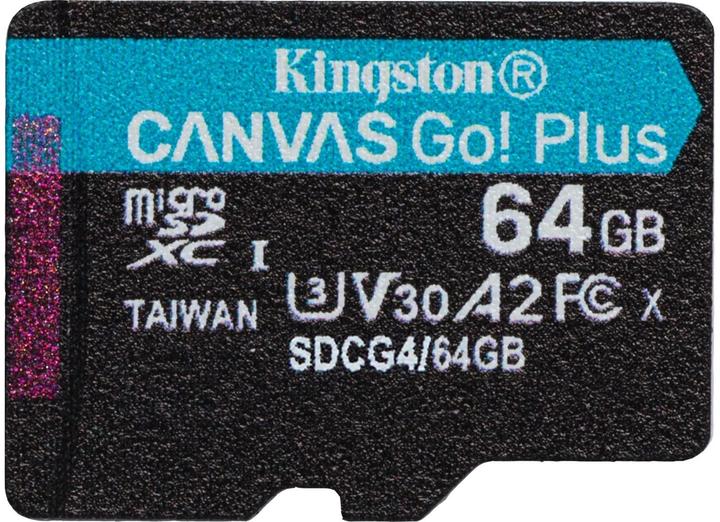 Kingston®
CANVAS Go! Plus
micro SD XC I
64GB
TAIWAN
U3 V30 A2 FC X
SDCG4/64GB